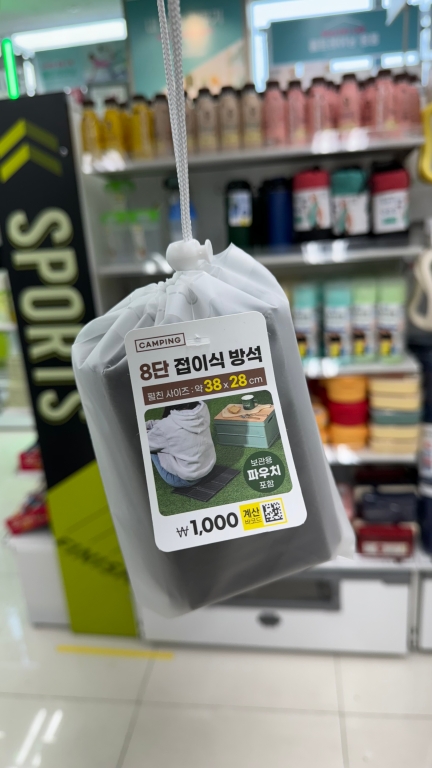 SPORTS
CAMPING
8단 접이식 방석
펼친 사이즈 : 약 38 x 28 cm
보관용
파우치
포함
₩1,000
계산
바코드